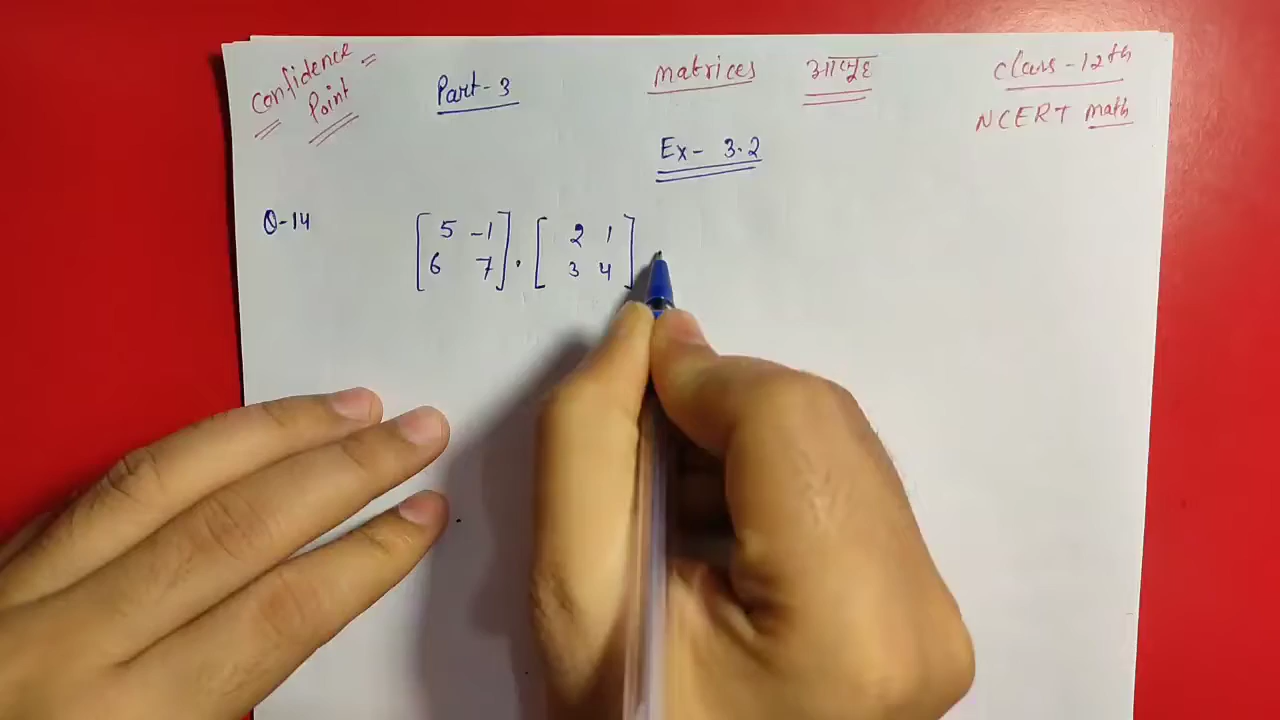 Confidence Point
Part-3
Matrices आव्यूह
Class-12th
NCERT Math
Ex- 3.2
Q-14
[5 -1] . [2 1]
[6 7] [3 4]